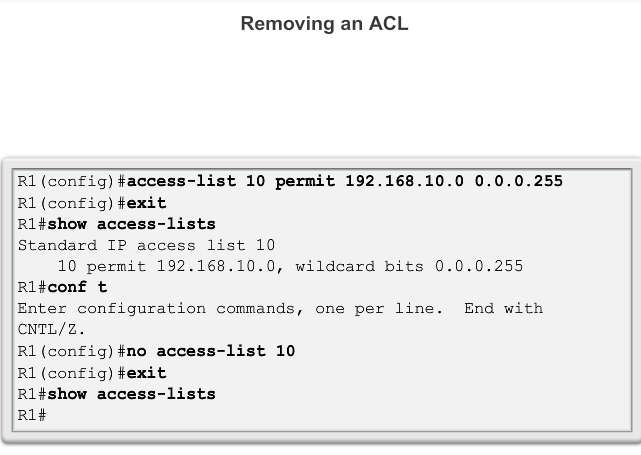 Removing an ACL
R1(config)#access-list 10 permit 192.168.10.0 0.0.0.255
R1(config)#exit
R1#show access-lists
Standard IP access list 10
    10 permit 192.168.10.0, wildcard bits 0.0.0.255
R1#conf t
Enter configuration commands, one per line.  End with
CNTL/Z.
R1(config)#no access-list 10
R1(config)#exit
R1#show access-lists
R1#